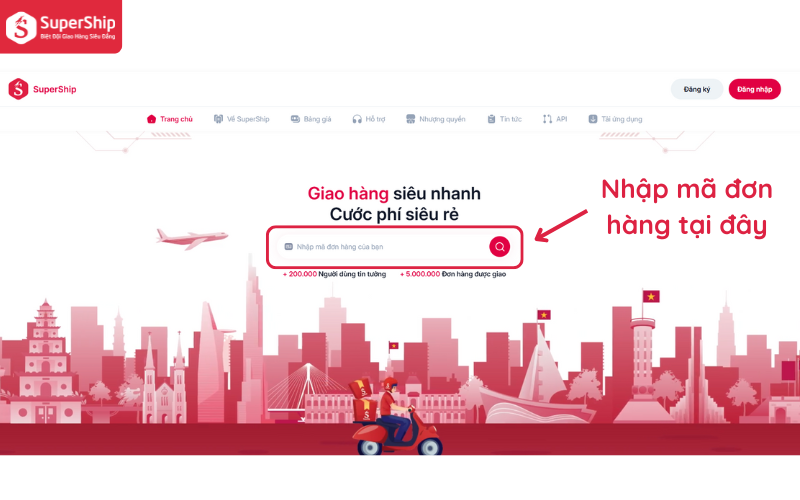 SuperShip
Biệt Đội Giao Hàng Siêu Đẳng
SuperShip
Đăng ký
Đăng nhập
Trang chủ
Về SuperShip
Bảng giá
Hỗ trợ
Nhượng quyền
Tin tức
API
Tải ứng dụng
Giao hàng siêu nhanh
Cước phí siêu rẻ
Nhập mã đơn hàng của bạn
+ 200.000 Người dùng tin tưởng
+ 5.000.000 Đơn hàng được giao
Nhập mã đơn
hàng tại đây